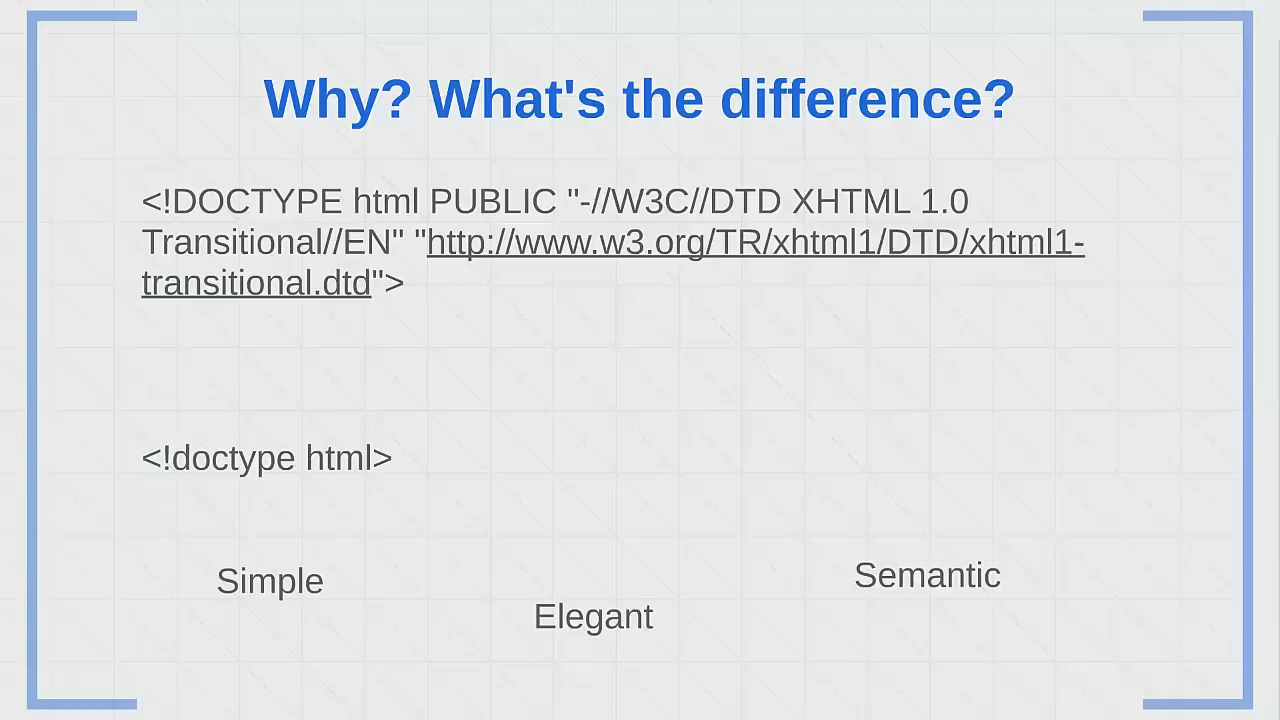 Why? What's the difference?
<!DOCTYPE html PUBLIC "-//W3C//DTD XHTML 1.0
Transitional//EN" "http://www.w3.org/TR/xhtml1/DTD/xhtml1-
transitional.dtd">
<!doctype html>
Simple
Elegant
Semantic